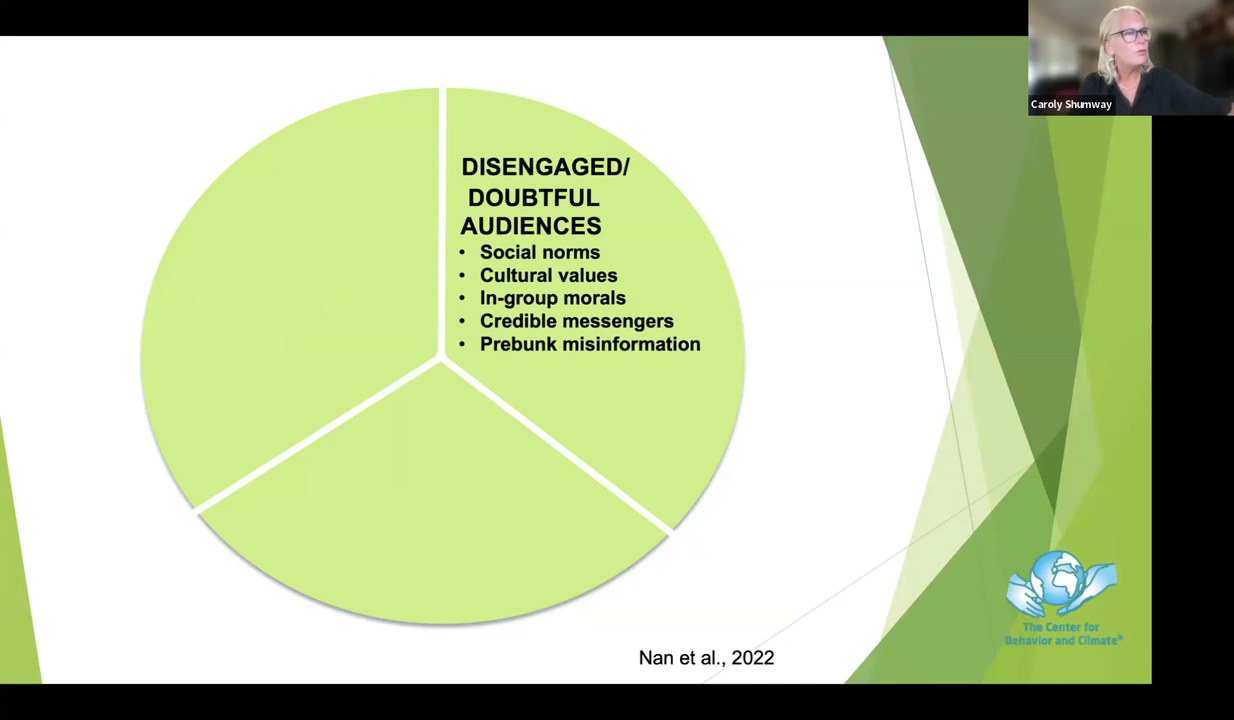 Caroly Shumway
DISENGAGED/
DOUBTFUL
AUDIENCES
• Social norms
• Cultural values
• In-group morals
• Credible messengers
• Prebunk misinformation
The Center for
Behavior and Climate®
Nan et al., 2022